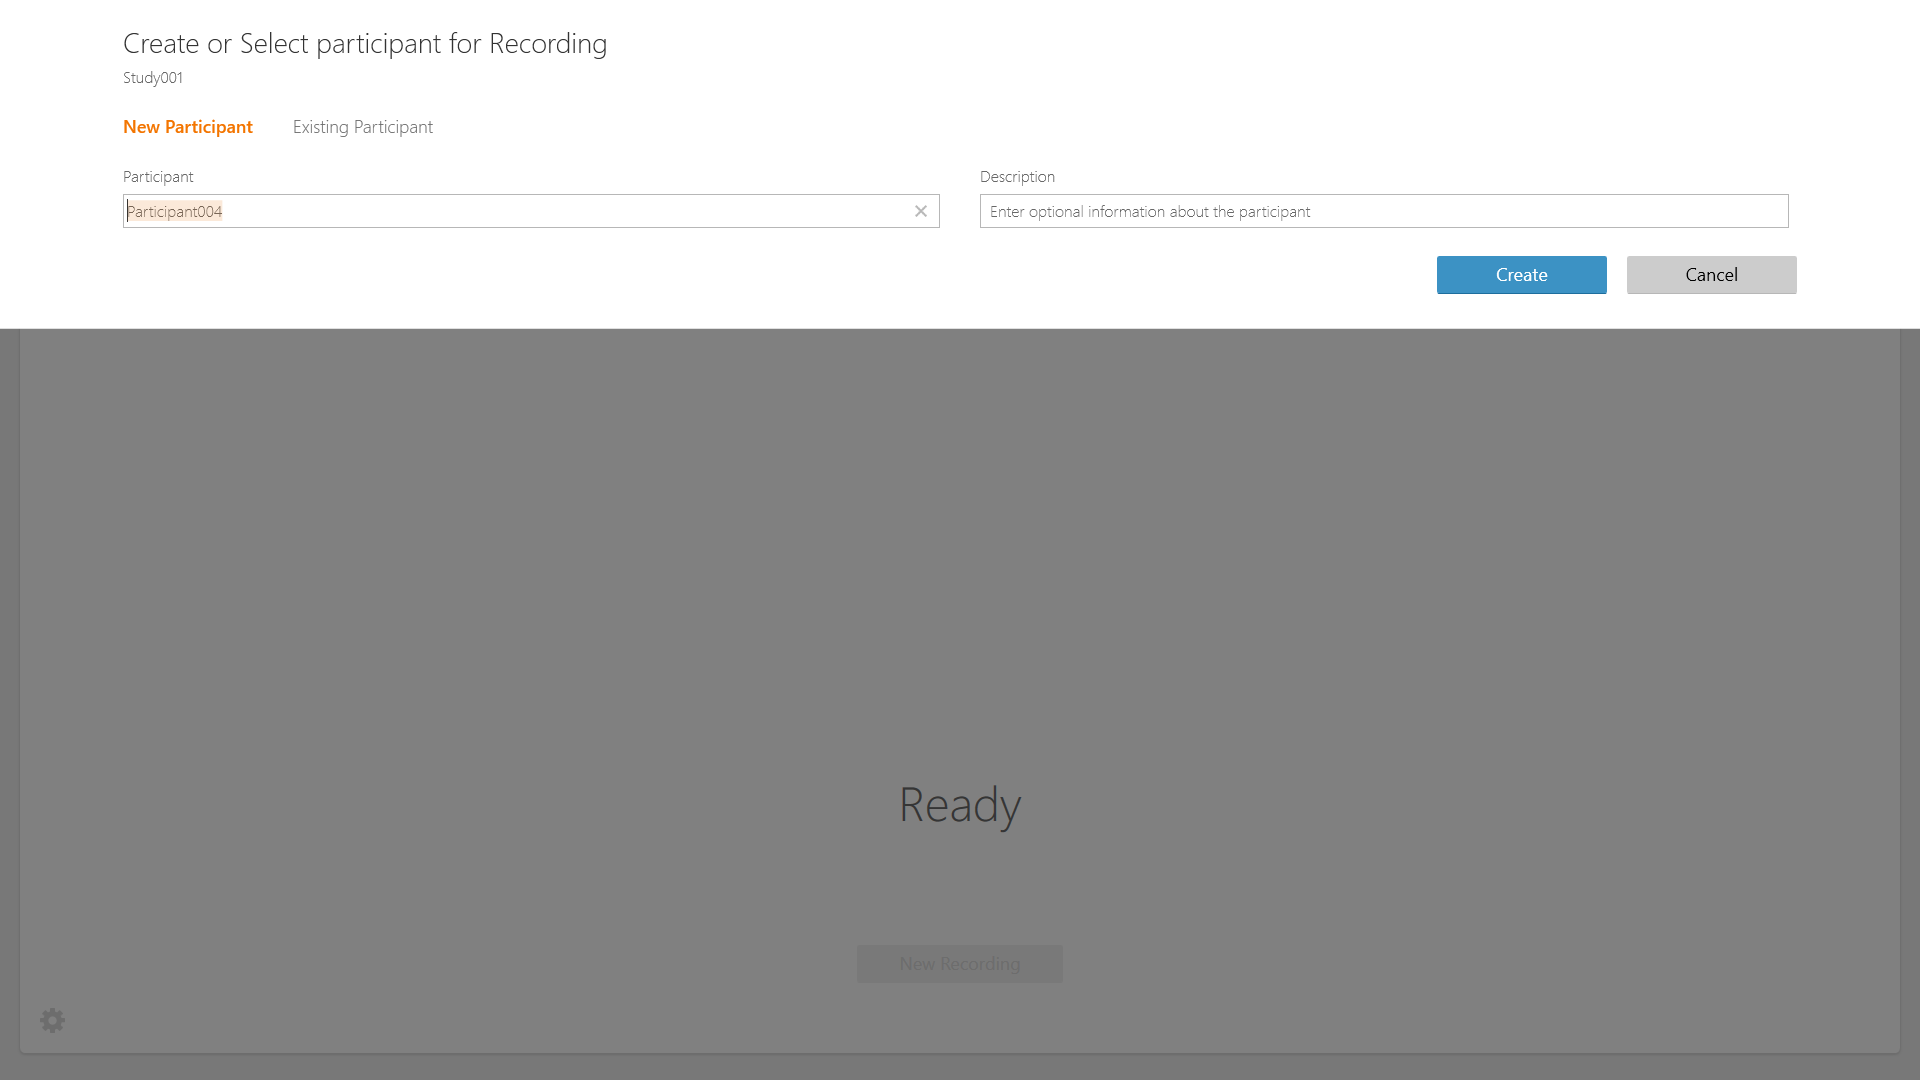 Create or Select participant for Recording
Study001
New Participant Existing Participant
Participant Description
Participant004 Enter optional information about the participant
Create Cancel
Ready
New Recording